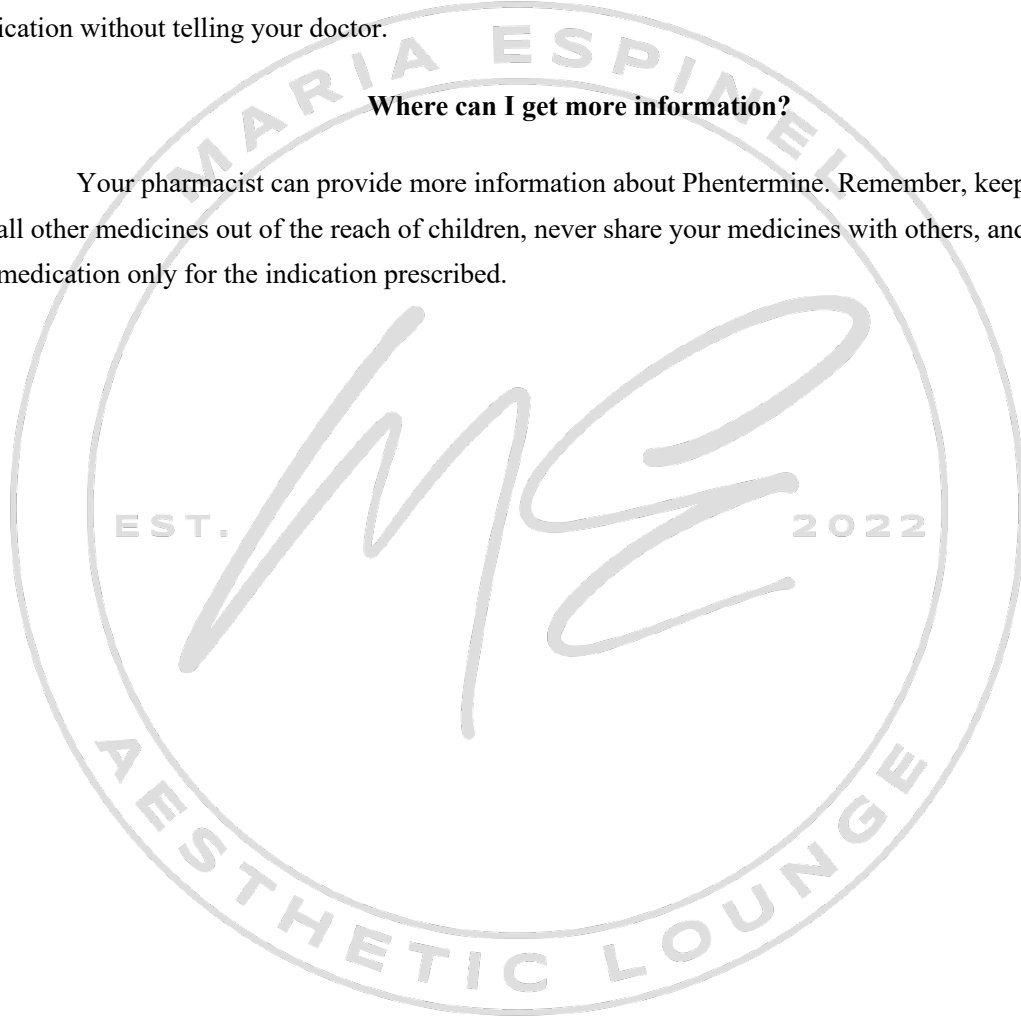 ication without telling your doctor.
Where can I get more information?
Your pharmacist can provide more information about Phentermine. Remember, keep
all other medicines out of the reach of children, never share your medicines with others, and
medication only for the indication prescribed.
MARIA ESPINEL
ME
EST. 2022
AESTHETIC LOUNGE